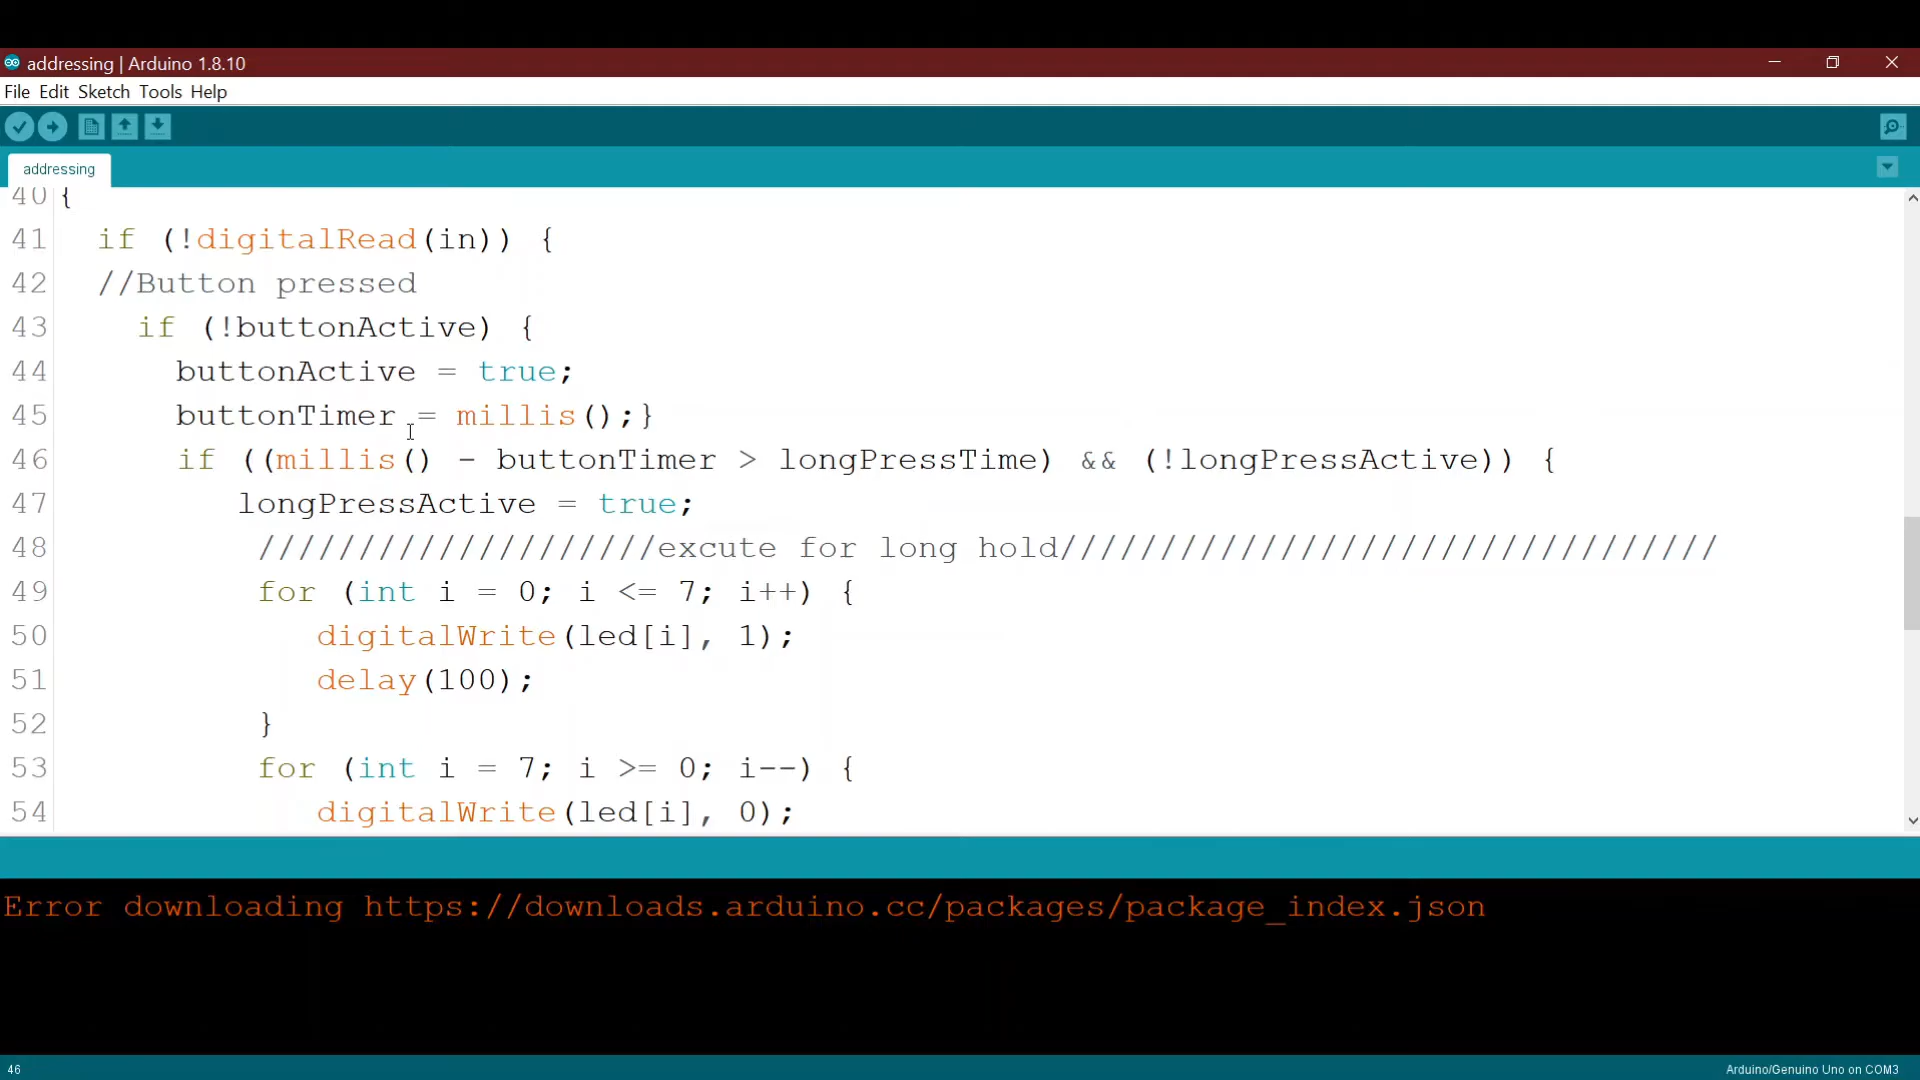 addressing | Arduino 1.8.10
File Edit Sketch Tools Help
addressing
40 {
41 if (!digitalRead(in)) {
42 //Button pressed
43 if (!buttonActive) {
44 buttonActive = true;
45 buttonTimer = millis();}
46 if ((millis() - buttonTimer > longPressTime) && (!longPressActive)) {
47 longPressActive = true;
48 ////////////////////excute for long hold/////////////////////////////////
49 for (int i = 0; i <= 7; i++) {
50 digitalWrite(led[i], 1);
51 delay(100);
52 }
53 for (int i = 7; i >= 0; i--) {
54 digitalWrite(led[i], 0);
Error downloading https://downloads.arduino.cc/packages/package_index.json
46
Arduino/Genuino Uno on COM3